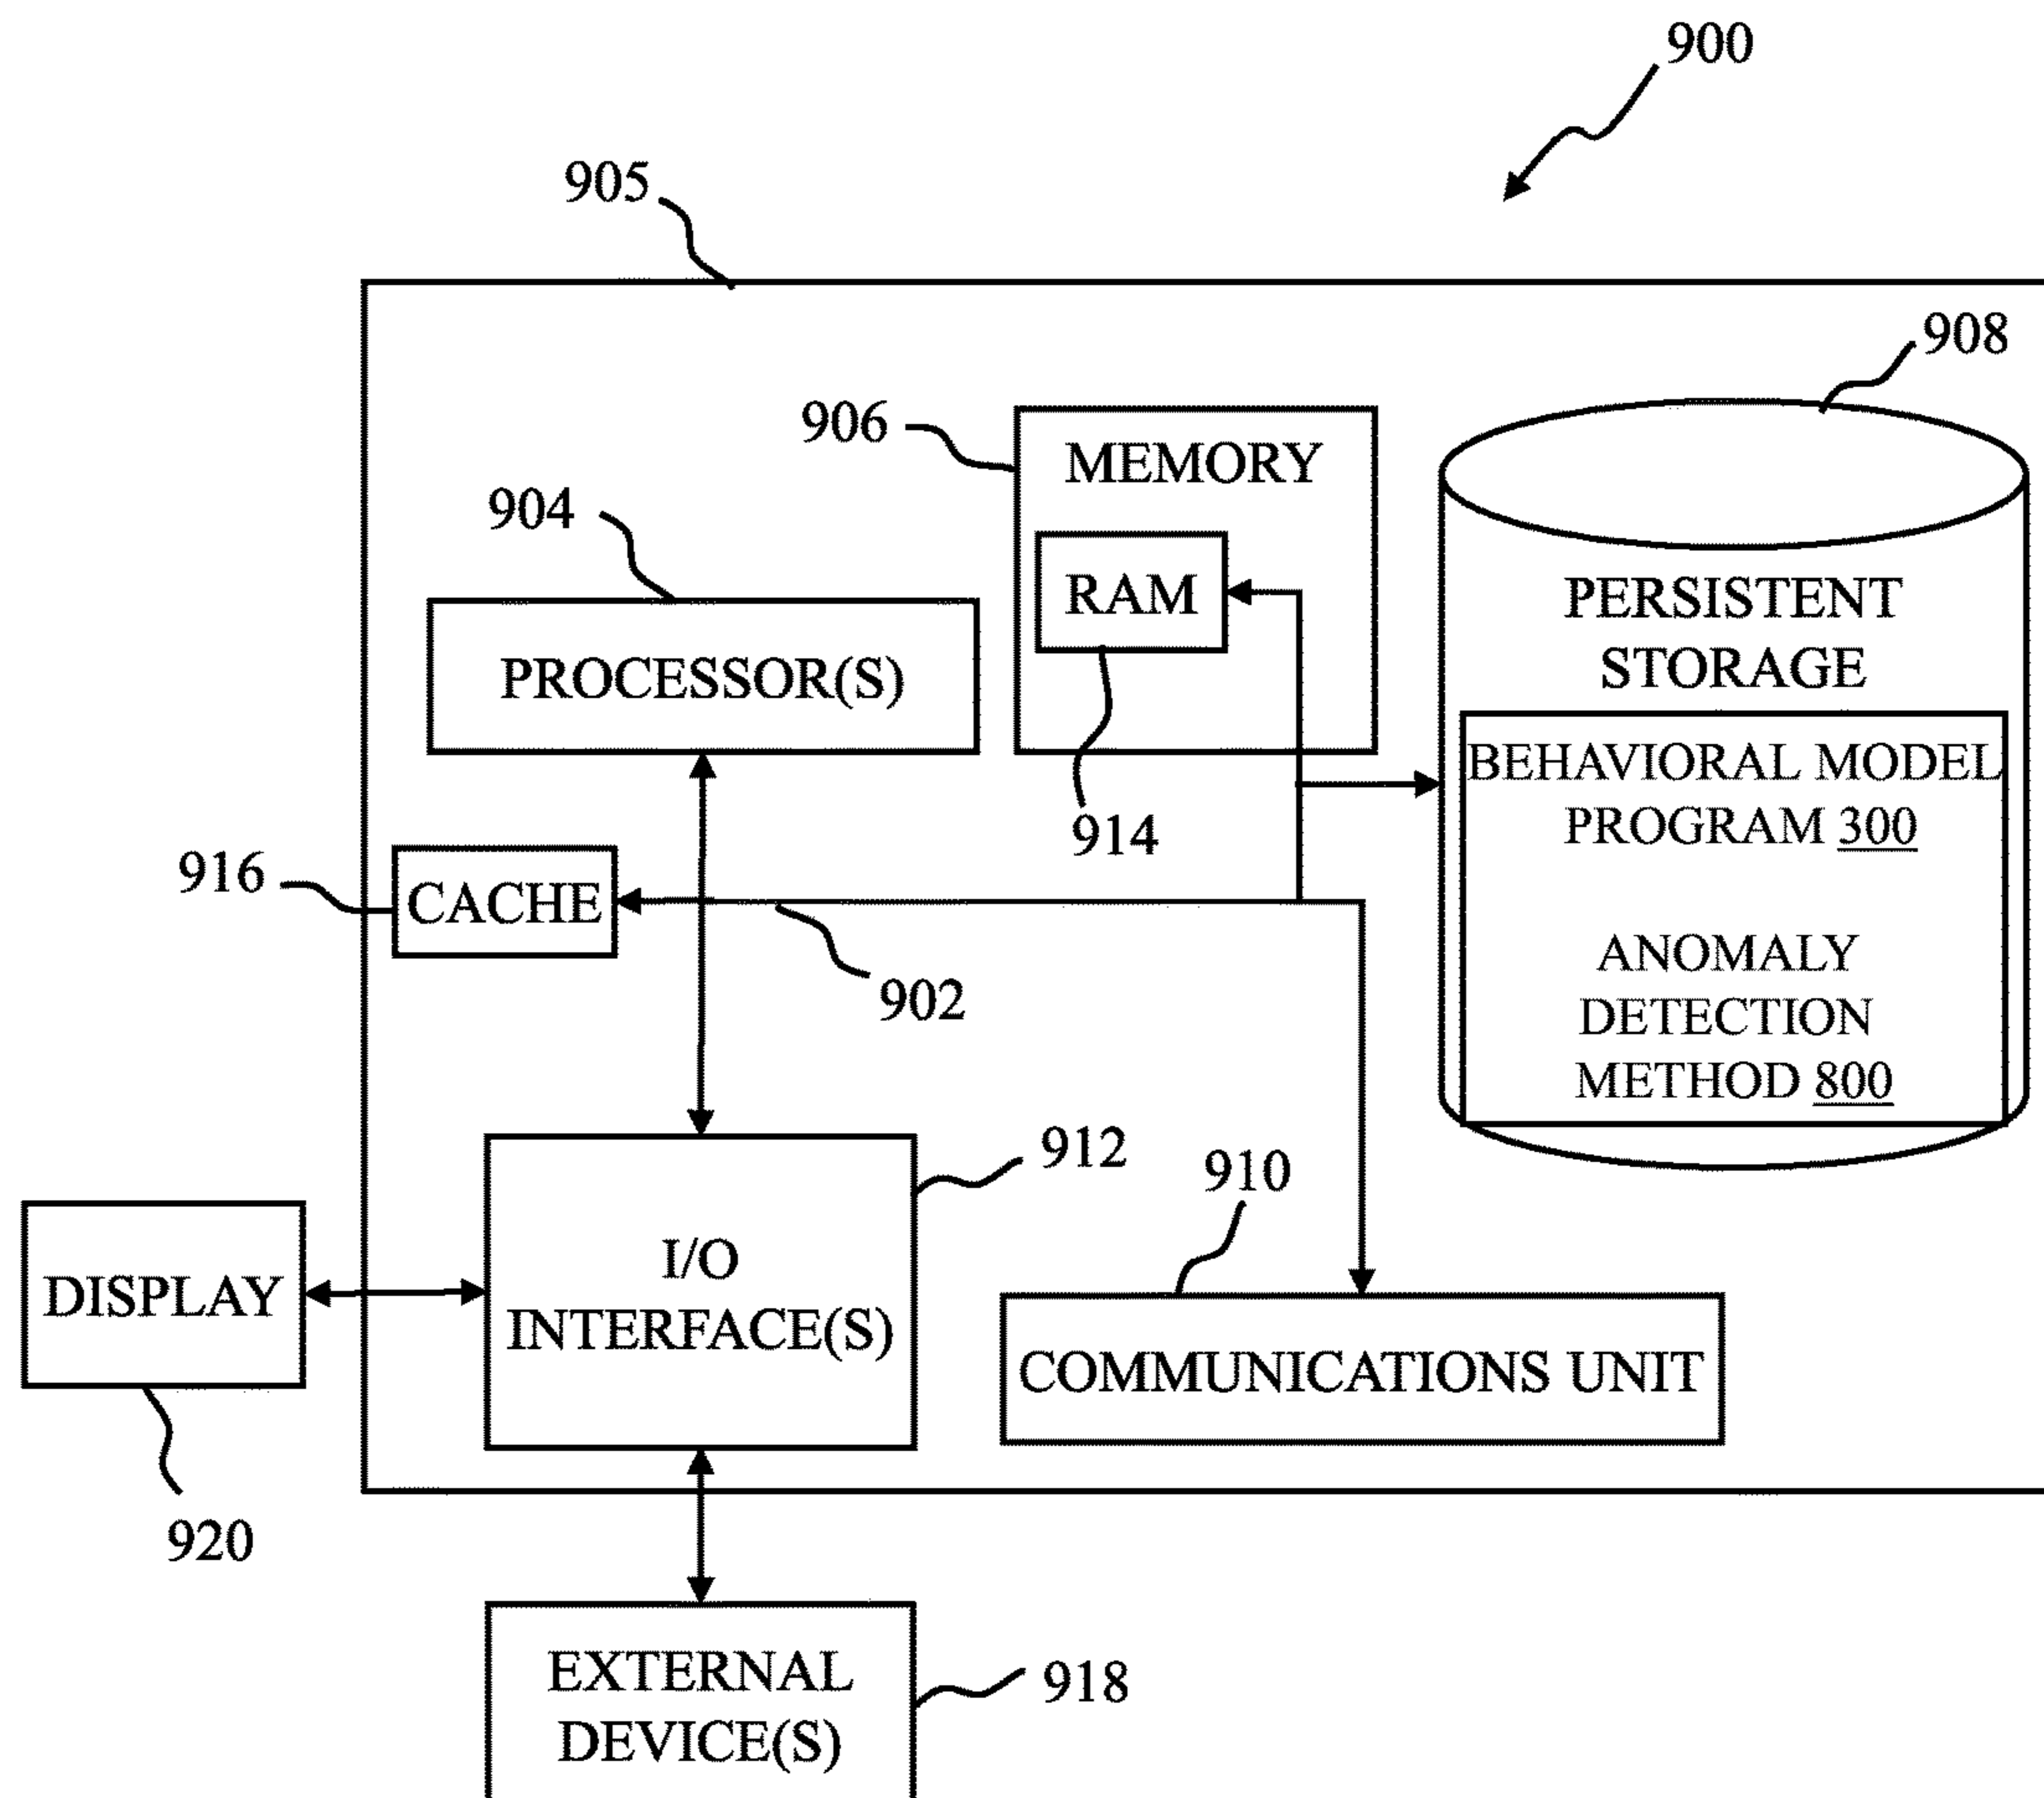 900
905
908
906
MEMORY
904
RAM
PERSISTENT
STORAGE
PROCESSOR(S)
914
BEHAVIORAL MODEL
PROGRAM 300
916
CACHE
902
ANOMALY
DETECTION
METHOD 800
912
910
I/O
INTERFACE(S)
DISPLAY
COMMUNICATIONS UNIT
920
EXTERNAL
DEVICE(S)
918